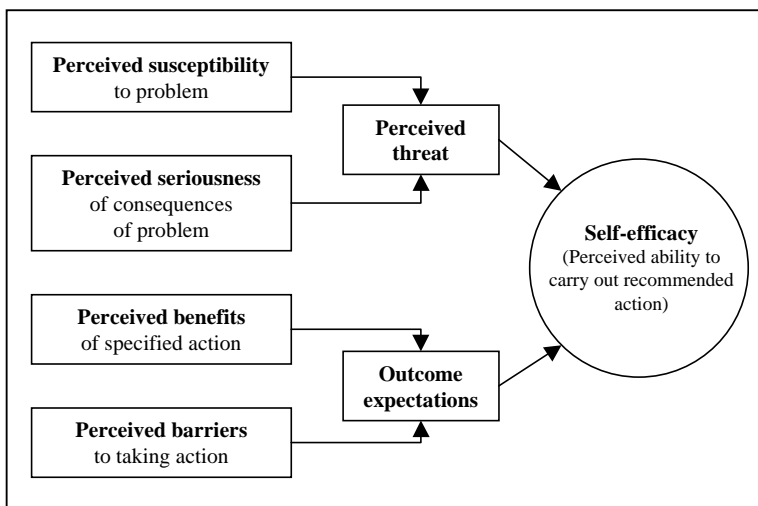 Perceived susceptibility
to problem
Perceived seriousness
of consequences
of problem
Perceived threat
Perceived benefits
of specified action
Perceived barriers
to taking action
Outcome
expectations
Self-efficacy
(Perceived ability to
carry out recommended
action)